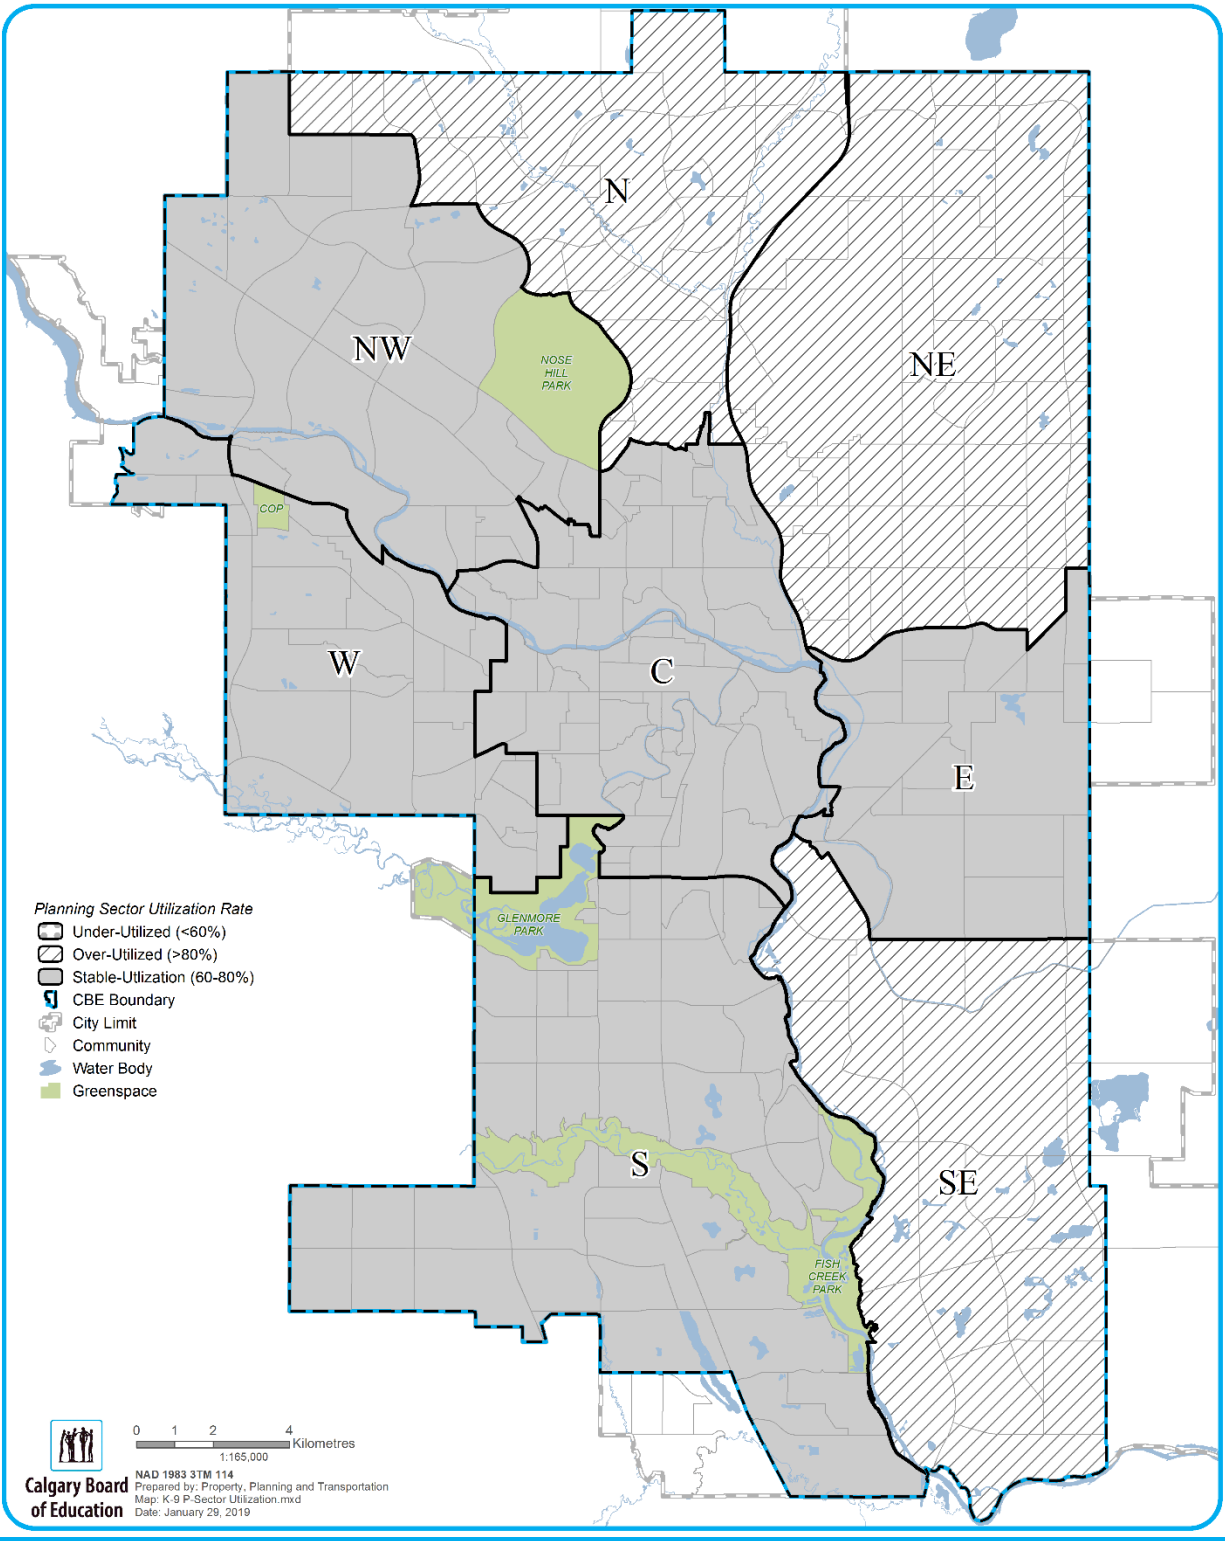 N
NW
NE
NOSE
HILL
PARK
COP
W
C
E
GLENMORE
PARK
S
SE
FISH
CREEK
PARK
Planning Sector Utilization Rate
Under-Utilized (<60%)
Over-Utilized (>80%)
Stable-Utlization (60-80%)
CBE Boundary
City Limit
Community
Water Body
Greenspace
0 1 2 4
Kilometres
1:165,000
Calgary Board
of Education
NAD 1983 3TM 114
Prepared by: Property, Planning and Transportation
Map: K-9 P-Sector Utilization.mxd
Date: January 29, 2019